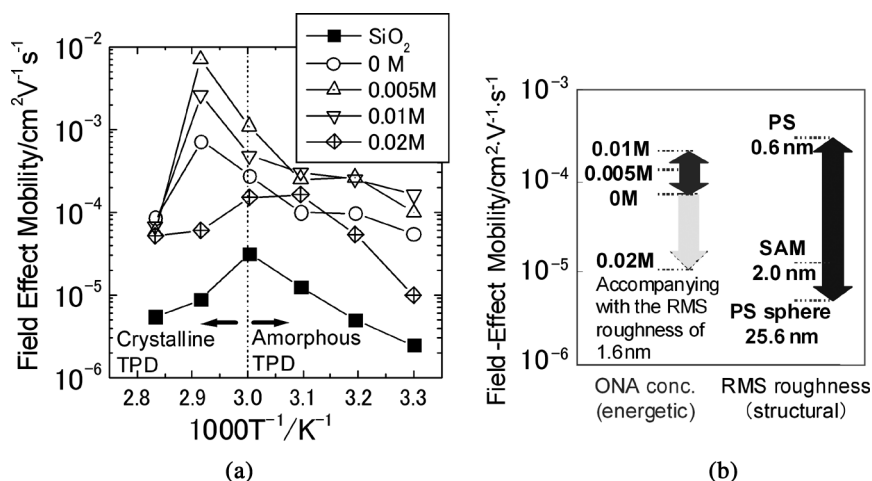 Field Effect Mobility/cm²V⁻¹s⁻¹
10⁻²
10⁻³
10⁻⁴
10⁻⁵
10⁻⁶
SiO₂
0 M
0.005M
0.01M
0.02M
Crystalline
TPD
Amorphous
TPD
2.8 2.9 3.0 3.1 3.2 3.3
1000T⁻¹/K⁻¹
(a)
Field -Effect Mobility/cm²·V⁻¹·s⁻¹
10⁻³
10⁻⁴
10⁻⁵
10⁻⁶
0.01M
0.005M
0M
0.02M
Accompanying
with the RMS
roughness of
1.6nm
PS
0.6 nm
SAM
2.0 nm
PS sphere
25.6 nm
ONA conc.
(energetic)
RMS roughness
(structural)
(b)